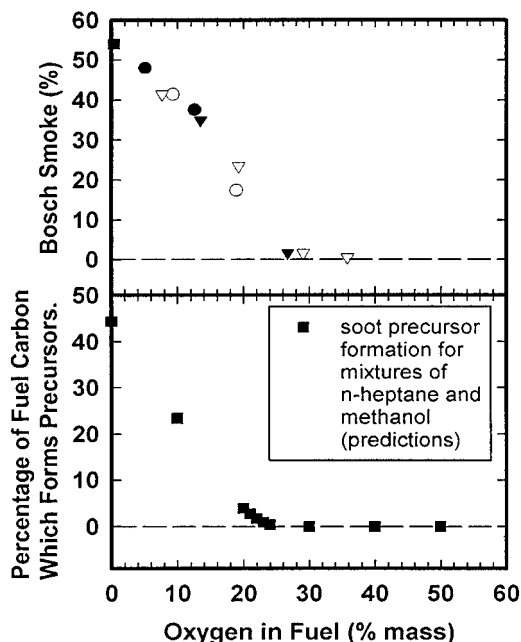 Bosch Smoke (%)
60
50
40
30
20
10
0
Percentage of Fuel Carbon
Which Forms Precursors.
50
40
30
20
10
0
soot precursor
formation for
mixtures of
n-heptane and
methanol
(predictions)
0 10 20 30 40 50 60
Oxygen in Fuel (% mass)